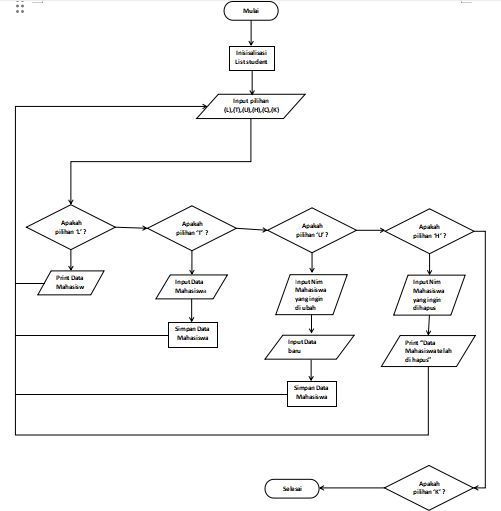 Mulai
Inisisalisasi
List student
Input pilihan
(L),(T),(U),(H),(C),(K)
Apakah
pilihan ‘L’ ?
Apakah
pilihan ‘T’ ?
Apakah
pilihan ‘U’ ?
Apakah
pilihan ‘H’ ?
Print Data
Mahasisw
Input Data
Mahasiswa
Input Nim
Mahasiswa
yang ingin
di ubah
Input Nim
Mahasiswa
yang ingin
dihapus
Simpan Data
Mahasiswa
Input Data
baru
Print “Data
Mahasiswa telah
di hapus”
Simpan Data
Mahasiswa
Selesai
Apakah
pilihan ‘K’ ?